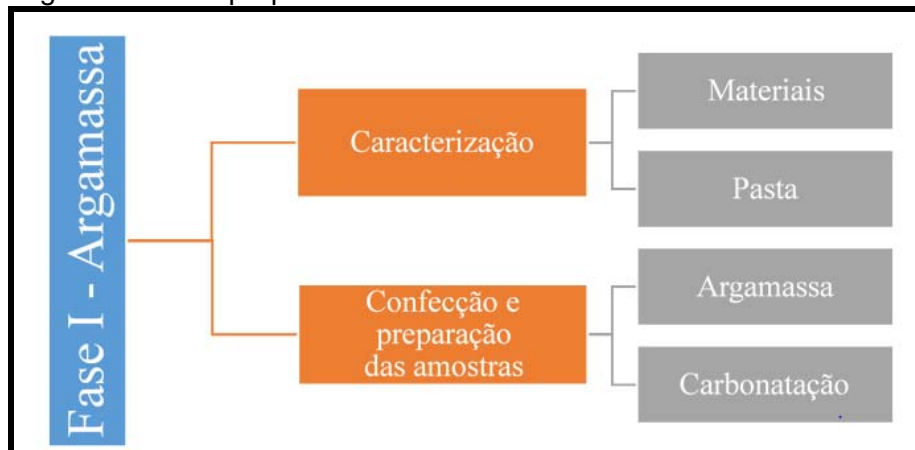 Fase I - Argamassa
Caracterização
Materiais
Pasta
Confecção e
preparação
das amostras
Argamassa
Carbonatação